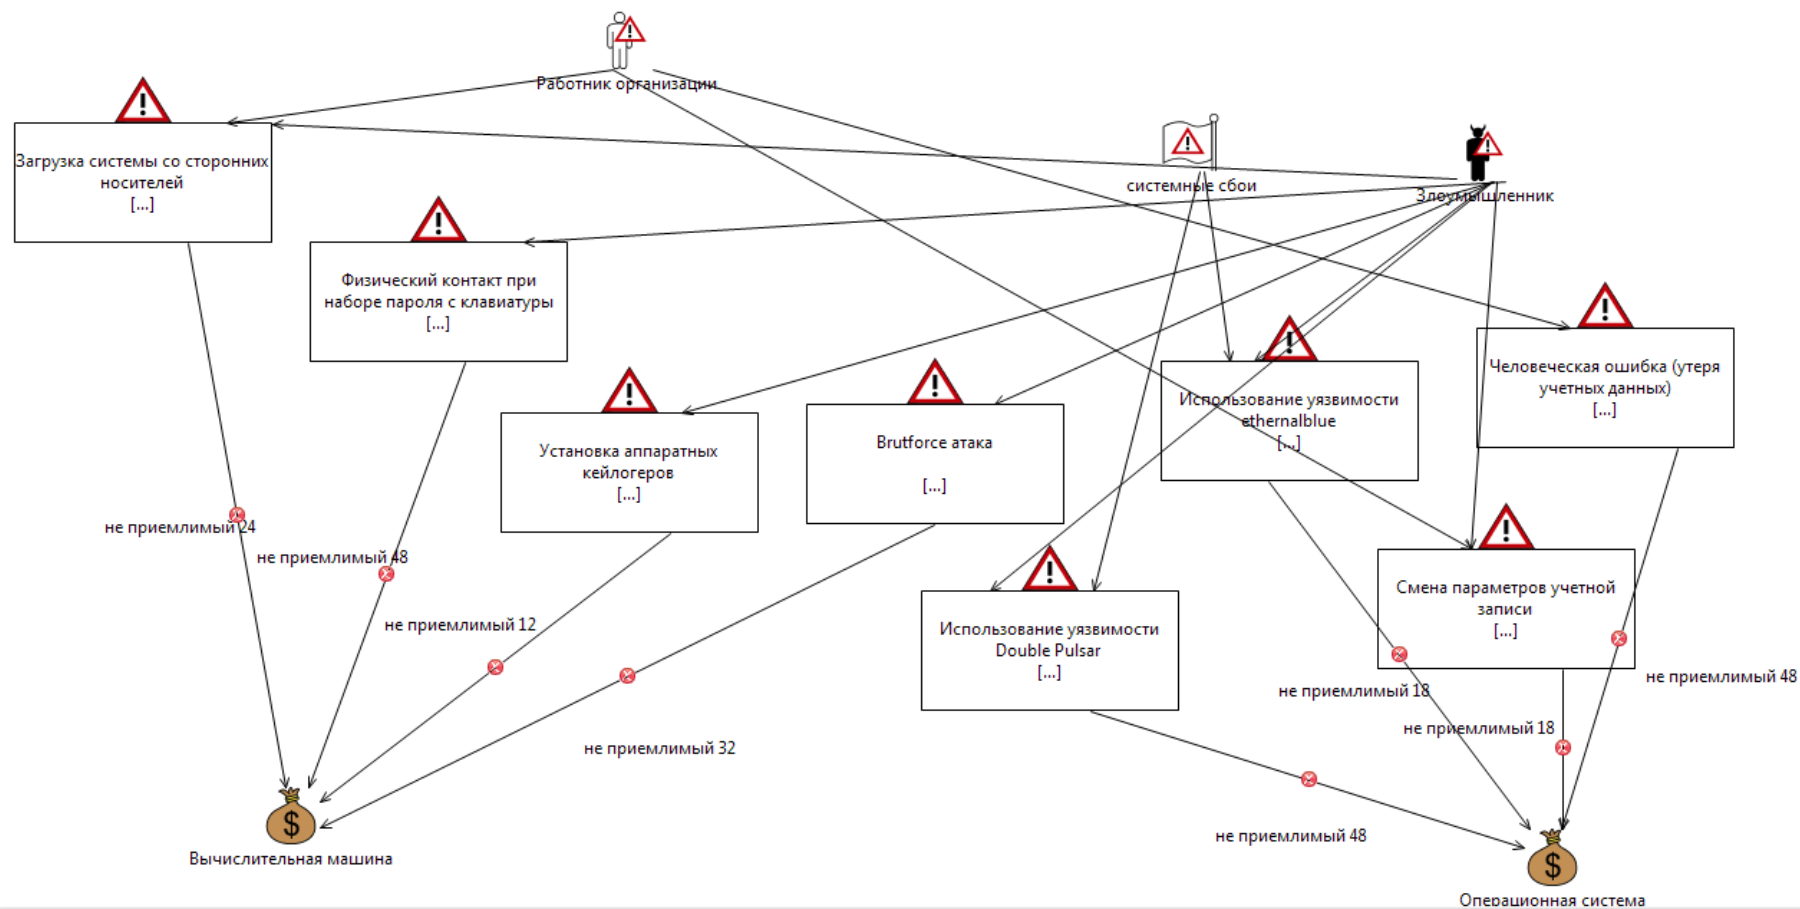 Работник организации
системные сбои
Злоумышленник
Загрузка системы со сторонних
носителей
[...]
Физический контакт при
наборе пароля с клавиатуры
[...]
Установка аппаратных
кейлогеров
[...]
Brutforce атака
[...]
Использование уязвимости
ethernalblue
[...]
Человеческая ошибка (утеря
учетных данных)
[...]
Использование уязвимости
Double Pulsar
[...]
Смена параметров учетной
записи
[...]
не приемлимый 24
не приемлимый 48
не приемлимый 12
не приемлимый 32
не приемлимый 18
не приемлимый 18
не приемлимый 48
не приемлимый 48
$
Вычислительная машина
$
Операционная система